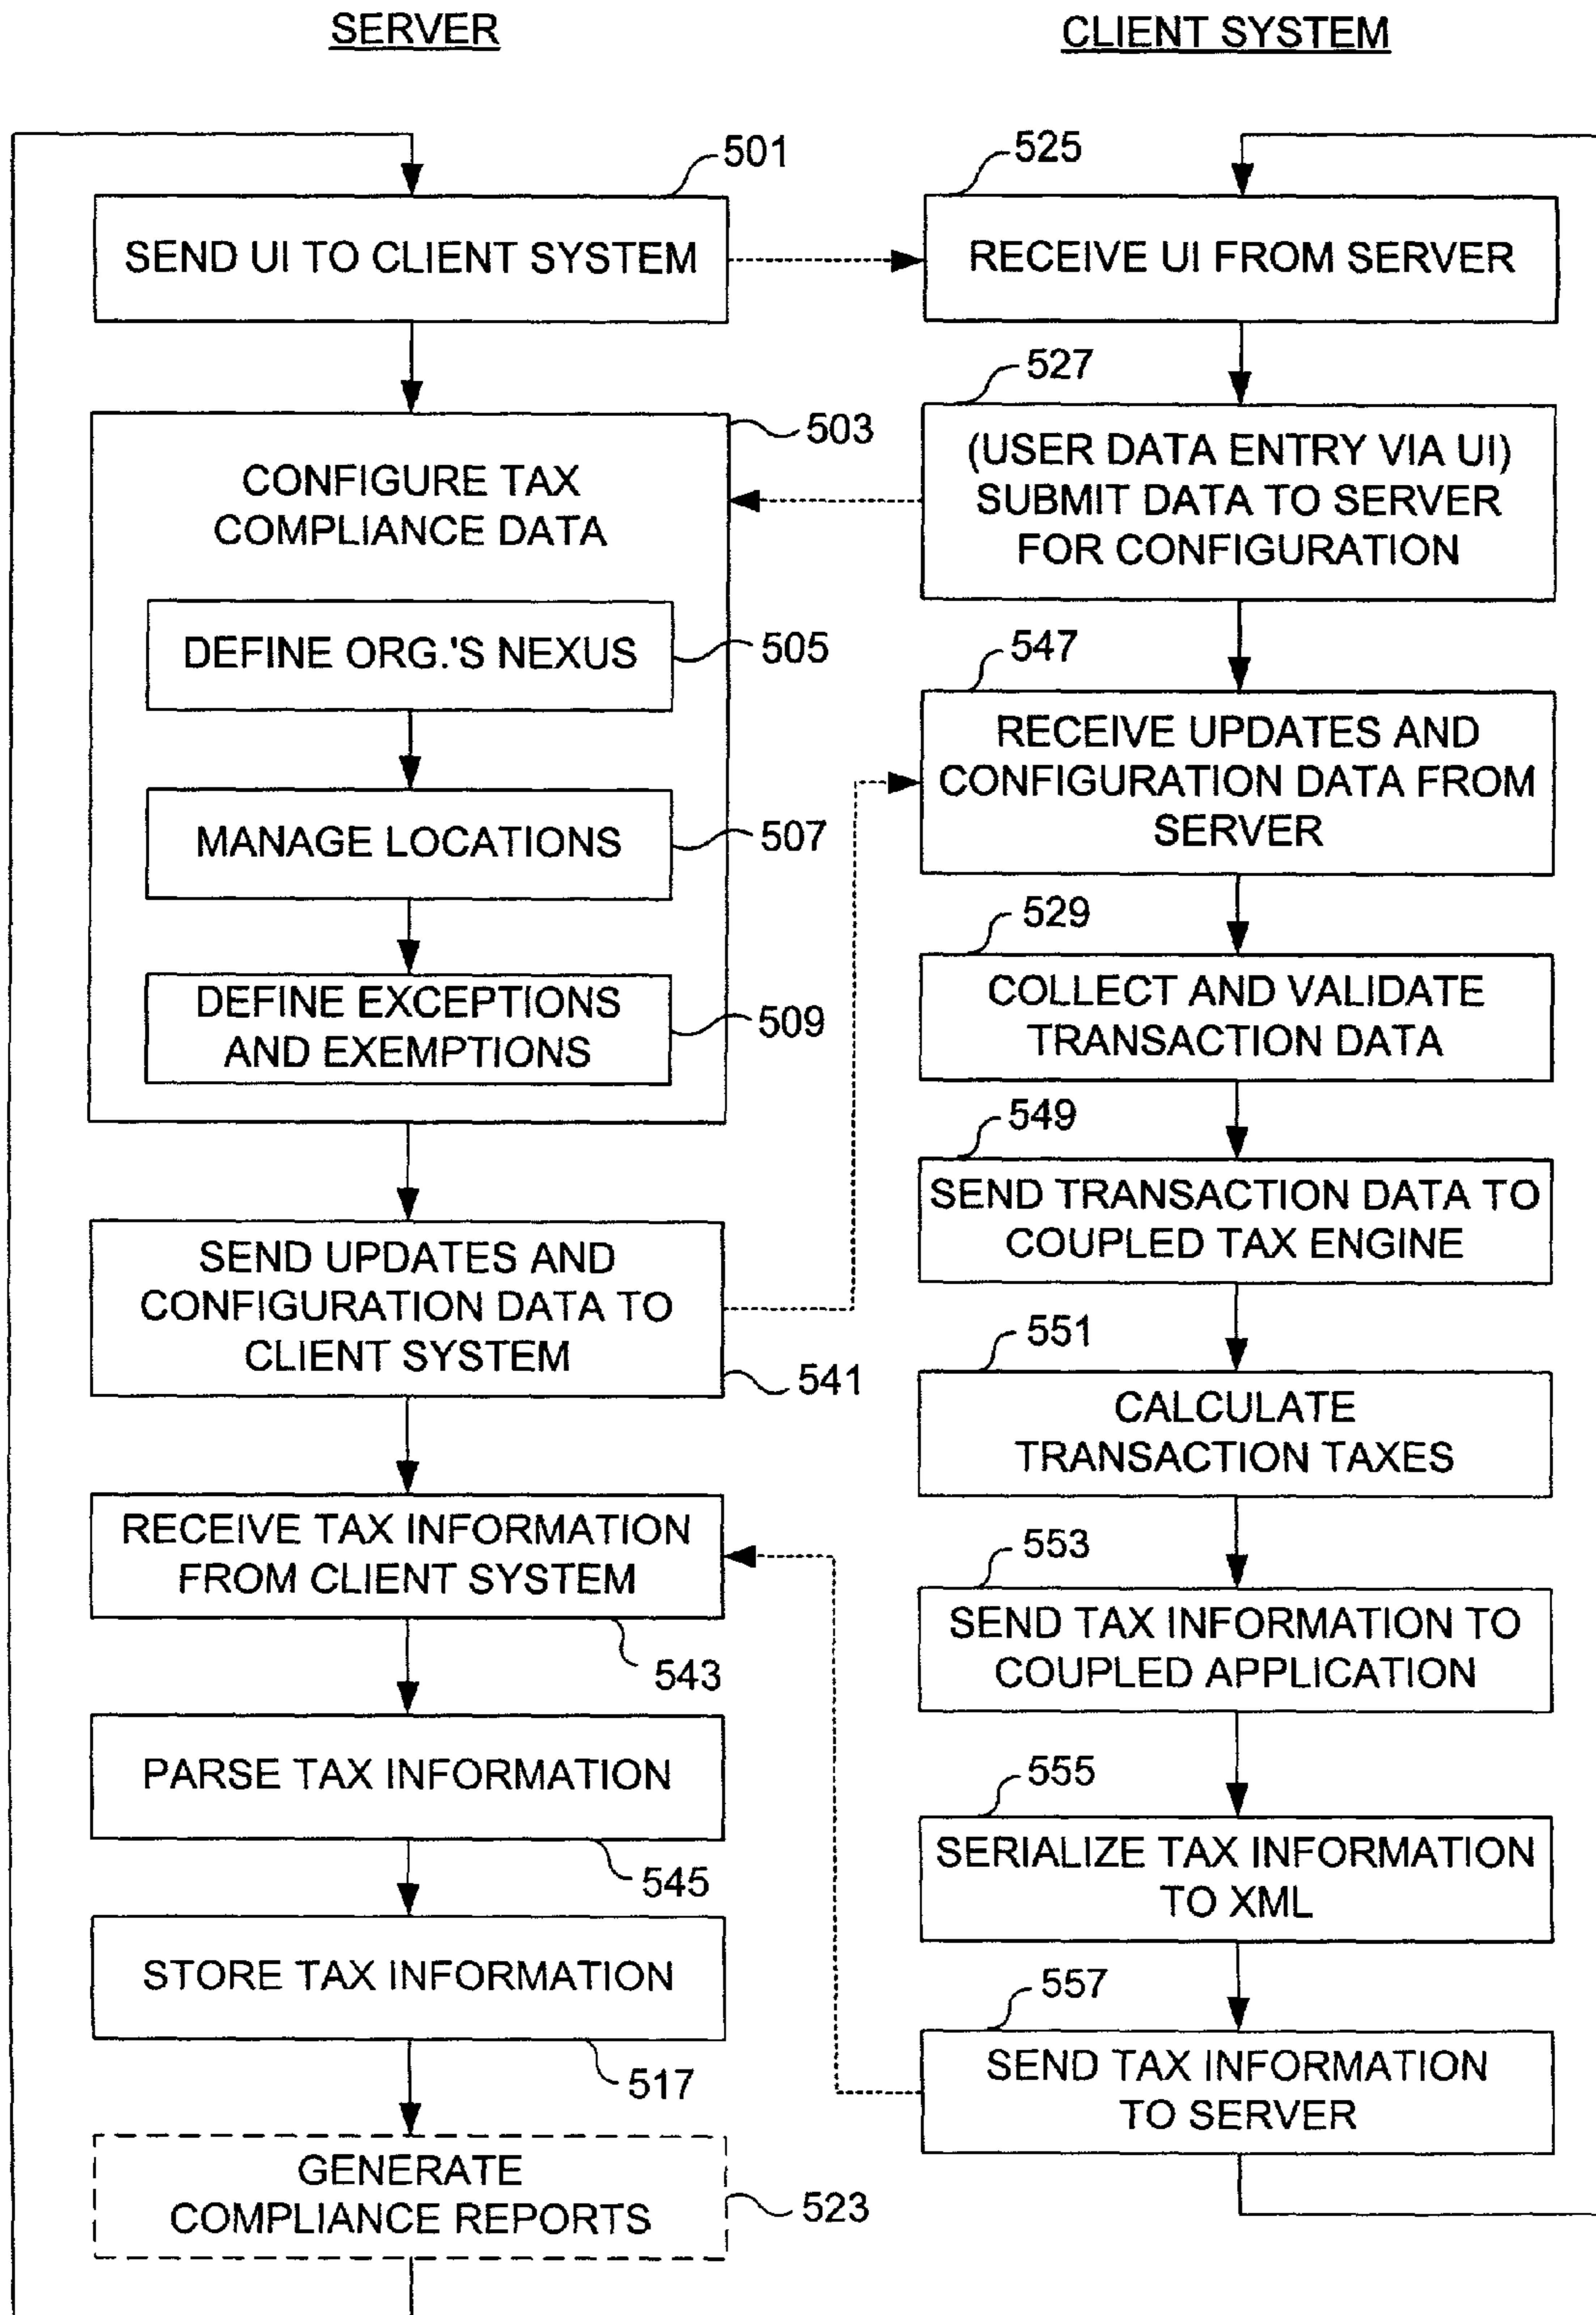 SERVER
501
SEND UI TO CLIENT SYSTEM
503
CONFIGURE TAX
COMPLIANCE DATA
DEFINE ORG.'S NEXUS
505
MANAGE LOCATIONS
507
DEFINE EXCEPTIONS
AND EXEMPTIONS
509
SEND UPDATES AND
CONFIGURATION DATA TO
CLIENT SYSTEM
541
RECEIVE TAX INFORMATION
FROM CLIENT SYSTEM
543
PARSE TAX INFORMATION
545
STORE TAX INFORMATION
517
GENERATE
COMPLIANCE REPORTS
523
CLIENT SYSTEM
525
RECEIVE UI FROM SERVER
527
(USER DATA ENTRY VIA UI)
SUBMIT DATA TO SERVER
FOR CONFIGURATION
547
RECEIVE UPDATES AND
CONFIGURATION DATA FROM
SERVER
529
COLLECT AND VALIDATE
TRANSACTION DATA
549
SEND TRANSACTION DATA TO
COUPLED TAX ENGINE
551
CALCULATE
TRANSACTION TAXES
553
SEND TAX INFORMATION TO
COUPLED APPLICATION
555
SERIALIZE TAX INFORMATION
TO XML
557
SEND TAX INFORMATION
TO SERVER